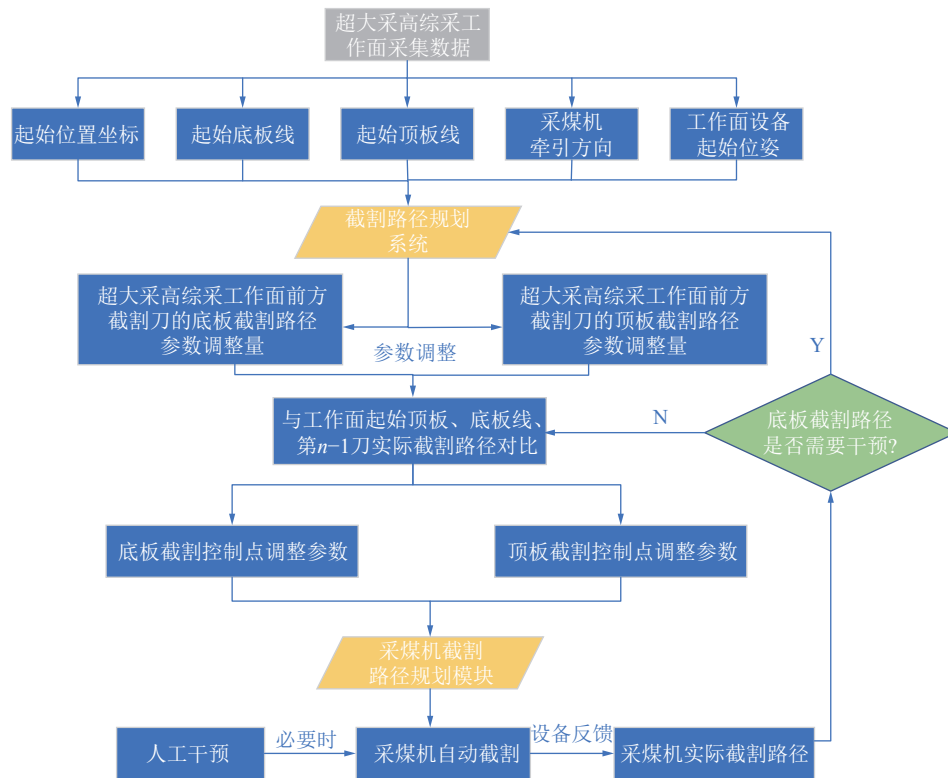 超大采高综采工
作面采集数据
起始位置坐标
起始底板线
起始顶板线
采煤机
牵引方向
工作面设备
起始位姿
截割路径规划
系统
超大采高综采工作面前方
截割刀的底板截割路径
参数调整量
超大采高综采工作面前方
截割刀的顶板截割路径
参数调整量
参数调整
Y
与工作面起始顶板、底板线、
第n−1刀实际截割路径对比
N
底板截割路径
是否需要干预?
底板截割控制点调整参数
顶板截割控制点调整参数
采煤机截割
路径规划模块
人工干预
必要时
采煤机自动截割
设备反馈
采煤机实际截割路径